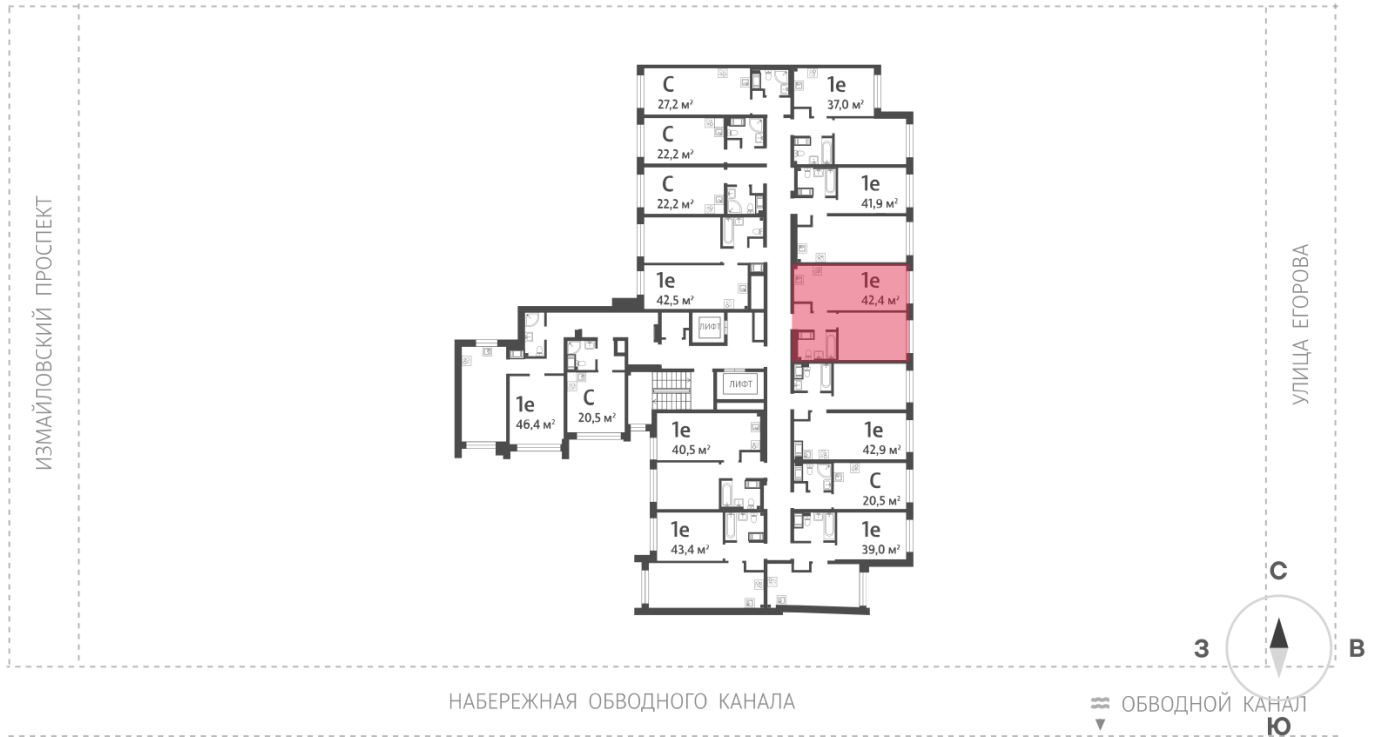 С
27,2 м²
1е
37,0 м²
С
22,2 м²
С
22,2 м²
1е
41,9 м²
1е
42,5 м²
1е
42,4 м²
ЛИФТ
ЛИФТ
1е
46,4 м²
С
20,5 м²
1е
40,5 м²
1е
42,9 м²
С
20,5 м²
1е
43,4 м²
1е
39,0 м²
ИЗМАЙЛОВСКИЙ ПРОСПЕКТ
УЛИЦА ЕГОРОВА
С
З
В
Ю
НАБЕРЕЖНАЯ ОБВОДНОГО КАНАЛА
ОБВОДНОЙ КАНАЛ